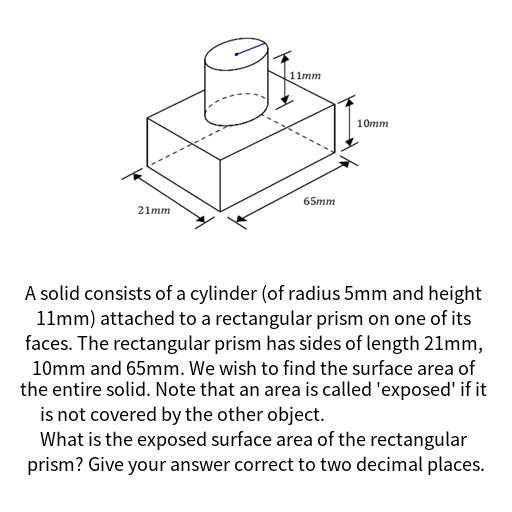 11mm
10mm
21mm
65mm
A solid consists of a cylinder (of radius 5mm and height
11mm) attached to a rectangular prism on one of its
faces. The rectangular prism has sides of length 21mm,
10mm and 65mm. We wish to find the surface area of
the entire solid. Note that an area is called 'exposed' if it
is not covered by the other object.
What is the exposed surface area of the rectangular
prism? Give your answer correct to two decimal places.